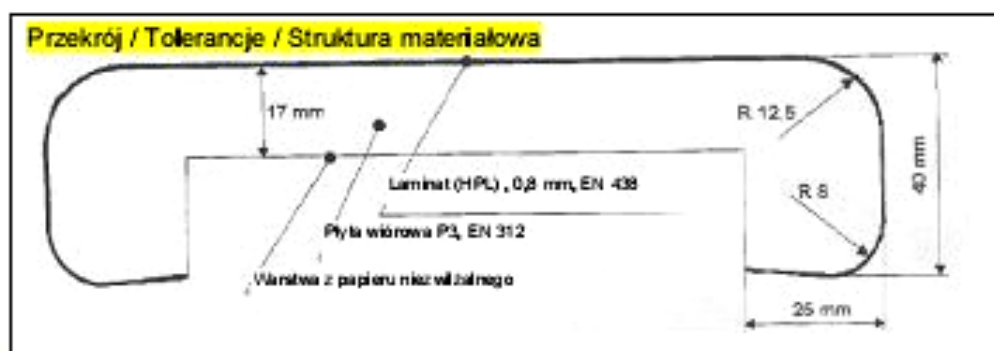 Przekrój / Tolerancje / Struktura materiałowa
17 mm
R 12,5
40 mm
Laminat (HPL) , 0,8 mm, EN 438
R 8
Płyta wiórowa P3, EN 312
Warstwa z papieru niezwilżalnego
25 mm